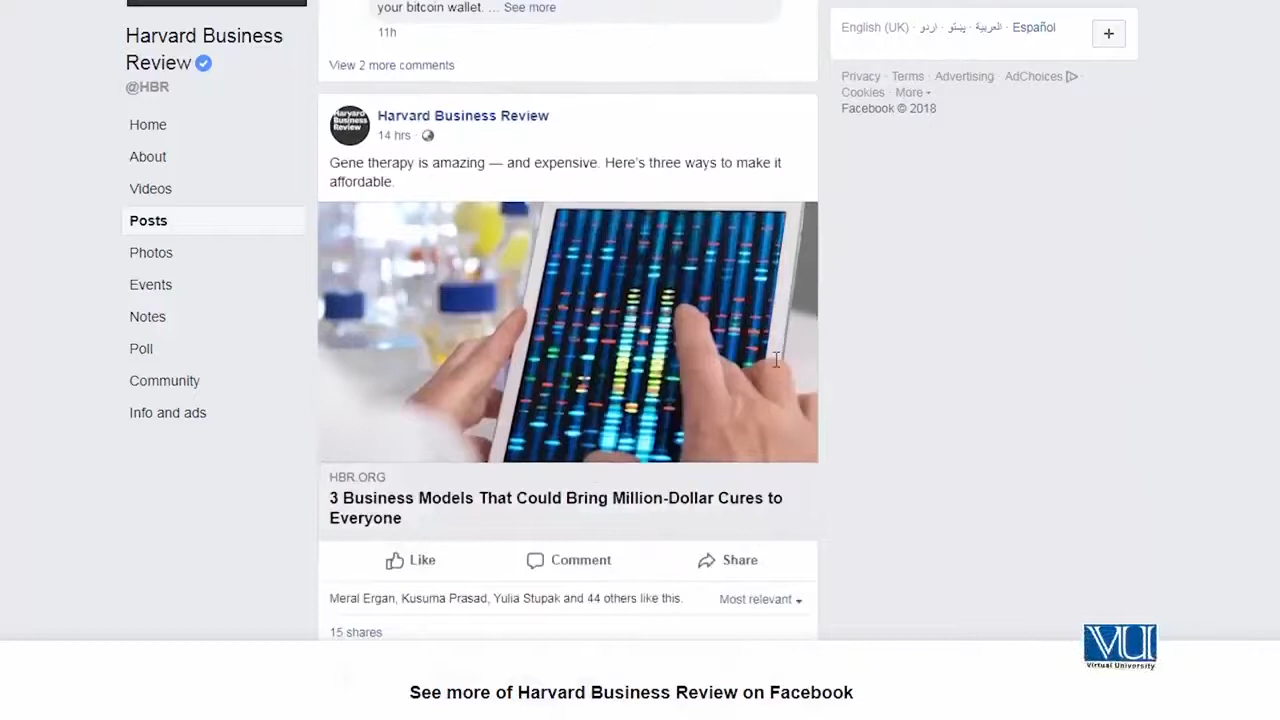 Harvard Business
Review
@HBR
Home
About
Videos
Posts
Photos
Events
Notes
Poll
Community
Info and ads
your bitcoin wallet. ... See more
11h
View 2 more comments
Harvard Business Review
Harvard Business Review
14 hrs ·
Gene therapy is amazing — and expensive. Here's three ways to make it
affordable.
HBR.ORG
3 Business Models That Could Bring Million-Dollar Cures to
Everyone
Like Comment Share
Meral Ergan, Kusuma Prasad, Yulia Stupak and 44 others like this.
Most relevant
15 shares
English (UK) · اردو · پښتو · العربية · Español
+
Privacy · Terms · Advertising · AdChoices ·
Cookies · More
Facebook © 2018
VU
Virtual University
See more of Harvard Business Review on Facebook